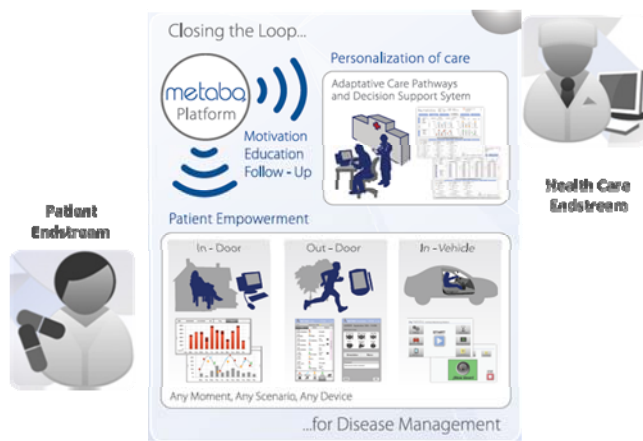 Closing the Loop...
metabo
Platform
Motivation
Education
Follow - Up
Personalization of care
Adaptative Care Pathways
and Decision Support Sytem
Health Care
Endstream
Patient
Endstream
Patient Empowerment
In - Door
Out - Door
In - Vehicle
START
Any Moment, Any Scenario, Any Device
...for Disease Management